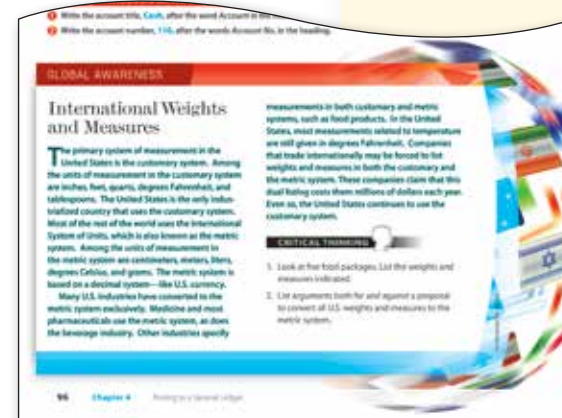 Write the account title, Cash, after the word Account in the
Write the account number, 110, after the words Account No. in the heading.
GLOBAL AWARENESS
International Weights
and Measures
The primary system of measurement in the
United States is the customary system. Among
the units of measurement in the customary system
are inches, feet, quarts, degrees Fahrenheit, and
tablespoons. The United States is the only indus-
trialized country that uses the customary system.
Most of the rest of the world uses the International
System of Units, which is also known as the metric
system. Among the units of measurement in
the metric system are centimeters, meters, liters,
degrees Celsius, and grams. The metric system is
based on a decimal system—like U.S. currency.
Many U.S. industries have converted to the
metric system exclusively. Medicine and most
pharmaceuticals use the metric system, as does
the beverage industry. Other industries specify
measurements in both customary and metric
systems, such as food products. In the United
States, most measurements related to temperature
are still given in degrees Fahrenheit. Companies
that trade internationally may be forced to list
weights and measures in both the customary and
the metric system. These companies claim that this
dual listing costs them millions of dollars each year.
Even so, the United States continues to use the
customary system.
CRITICAL THINKING
1. Look at five food packages. List the weights and
measures indicated.
2. List arguments both for and against a proposal
to convert all U.S. weights and measures to the
metric system.
96 Chapter 4 Posting to a General Ledger